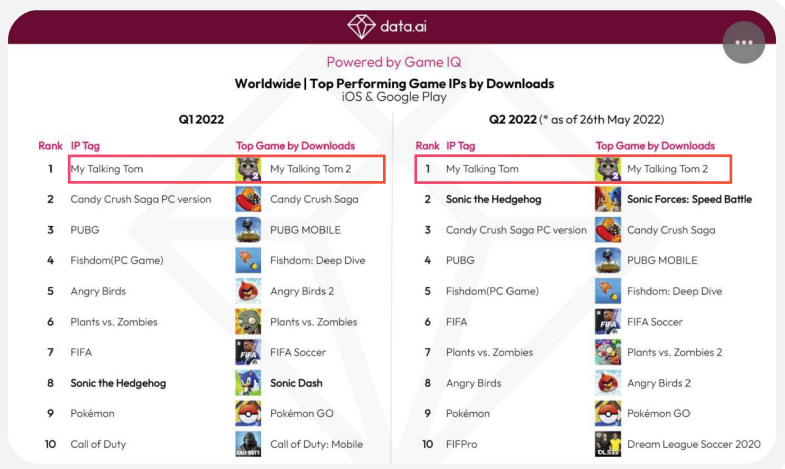 data.ai
Powered by Game IQ
Worldwide | Top Performing Game IPs by Downloads
iOS & Google Play
Q1 2022
Rank IP Tag Top Game by Downloads
1 My Talking Tom My Talking Tom 2
2 Candy Crush Saga PC version Candy Crush Saga
3 PUBG PUBG MOBILE
4 Fishdom(PC Game) Fishdom: Deep Dive
5 Angry Birds Angry Birds 2
6 Plants vs. Zombies Plants vs. Zombies
7 FIFA FIFA FIFA Soccer
8 Sonic the Hedgehog Sonic Dash
9 Pokémon Pokémon GO
10 Call of Duty CALL OF DUTY Call of Duty: Mobile
Q2 2022 (* as of 26th May 2022)
Rank IP Tag Top Game by Downloads
1 My Talking Tom 2 My Talking Tom 2
2 Sonic the Hedgehog Sonic Forces: Speed Battle
3 Candy Crush Saga PC version Candy Crush Saga
4 PUBG PUBG MOBILE
5 Fishdom(PC Game) Fishdom: Deep Dive
6 FIFA FIFA FIFA Soccer
7 Plants vs. Zombies Plants vs. Zombies 2
8 Angry Birds Angry Birds 2
9 Pokémon Pokémon GO
10 FIFPro DLS22 Dream League Soccer 2020